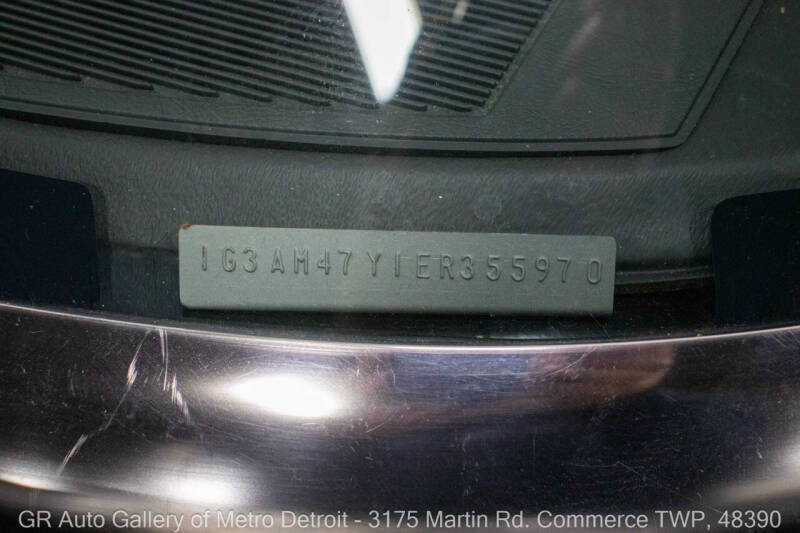 1G3AM47Y1ER355970
GR Auto Gallery of Metro Detroit - 3175 Martin Rd. Commerce TWP, 48390